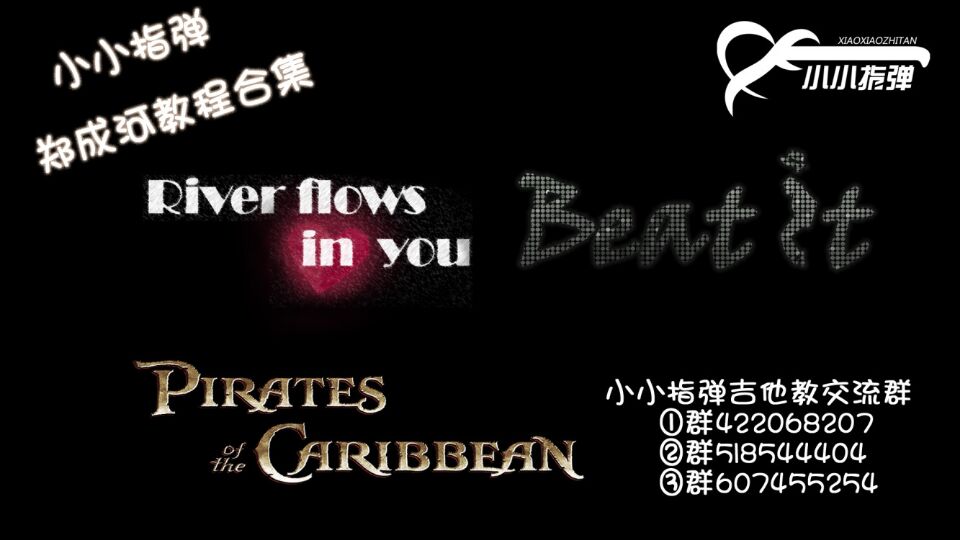 小小指弹
郑成河教程合集
XIAOXIAOZHITAN
小小指弹
River flows
in you
Beat it
PIRATES
of the CARIBBEAN
小小指弹吉他教交流群
①群422068207
②群518544404
③群607455254